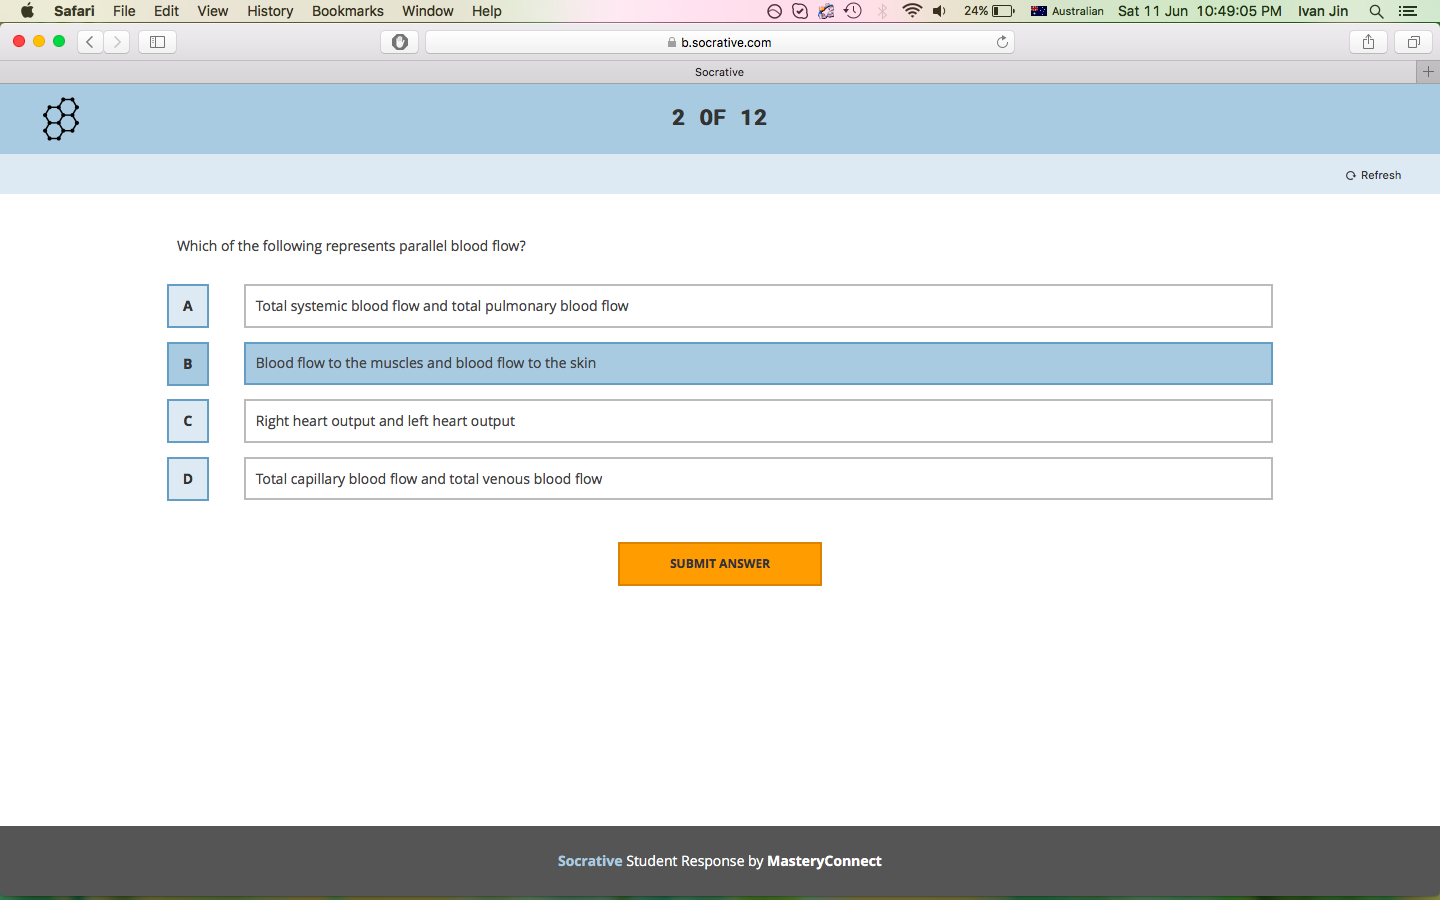 Safari File Edit View History Bookmarks Window Help 24% Australian Sat 11 Jun 10:49:05 PM Ivan Jin
b.socrative.com
Socrative
2 OF 12
Refresh
Which of the following represents parallel blood flow?
A Total systemic blood flow and total pulmonary blood flow
B Blood flow to the muscles and blood flow to the skin
C Right heart output and left heart output
D Total capillary blood flow and total venous blood flow
SUBMIT ANSWER
Socrative Student Response by MasteryConnect